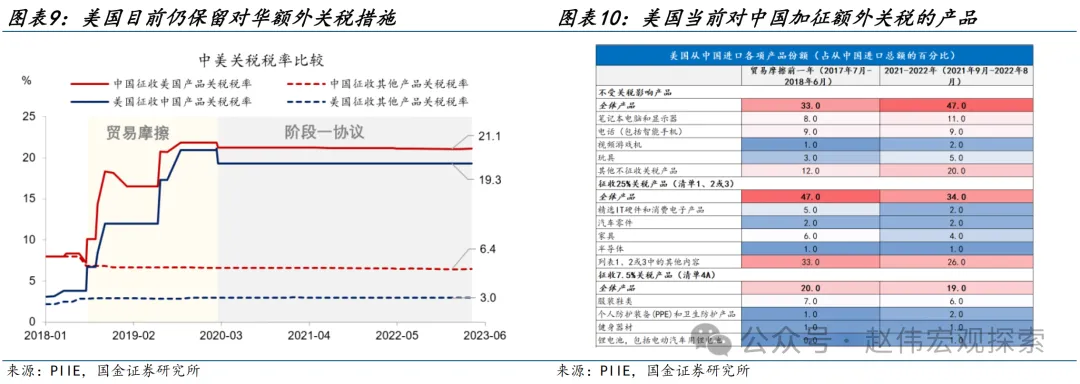 图表9：美国目前仍保留对华额外关税措施
中美关税税率比较
%
中国征收美国产品关税税率
中国征收其他产品关税税率
美国征收中国产品关税税率
美国征收其他产品关税税率
25
20
15
10
5
0
贸易摩擦
阶段一协议
21.1
19.3
6.4
3.0
2018-01
2019-02
2020-03
2021-04
2022-05
2023-06
来源：PIIE，国金证券研究所
图表10：美国当前对中国加征额外关税的产品
美国从中国进口各项产品份额（占从中国进口总额的百分比）
贸易摩擦前一年（2017年7月-2018年6月） 2021-2022年（2021年9月-2022年8月）
不受关税影响产品
全体产品 33.0 47.0
笔记本电脑和显示器 8.0 11.0
电话（包括智能手机） 9.0 9.0
视频游戏机 1.0 2.0
玩具 3.0 5.0
其他不征收关税产品 12.0 20.0
征收25%关税产品（清单1、2或3）
全体产品 47.0 34.0
精选IT硬件和消费电子产品 5.0 2.0
汽车零件 2.0 2.0
家具 6.0 4.0
半导体 1.0 1.0
列表1、2或3中的其他内容 33.0 26.0
征收7.5%关税产品（清单4A）
全体产品 20.0 19.0
服装鞋类 7.0 6.0
个人防护装备(PPE)和卫生防护产品 1.0 2.0
健身器材 1.0 1.0
锂电池，包括电动汽车用锂电池 0.0 1.0
公众号·赵伟宏观探索
来源：PIIE，国金证券研究所